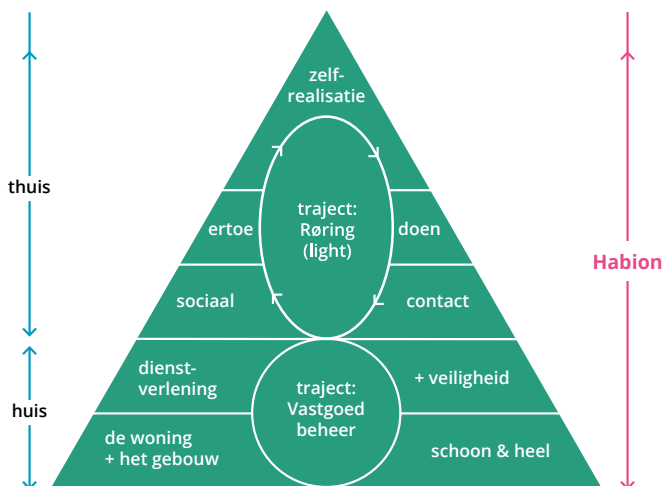 zelf-
realisatie
thuis
traject:
Røring
(light)
ertoe
doen
Habion
sociaal
contact
dienst-
verlening
+ veiligheid
traject:
Vastgoed
beheer
huis
de woning
+ het gebouw
schoon & heel